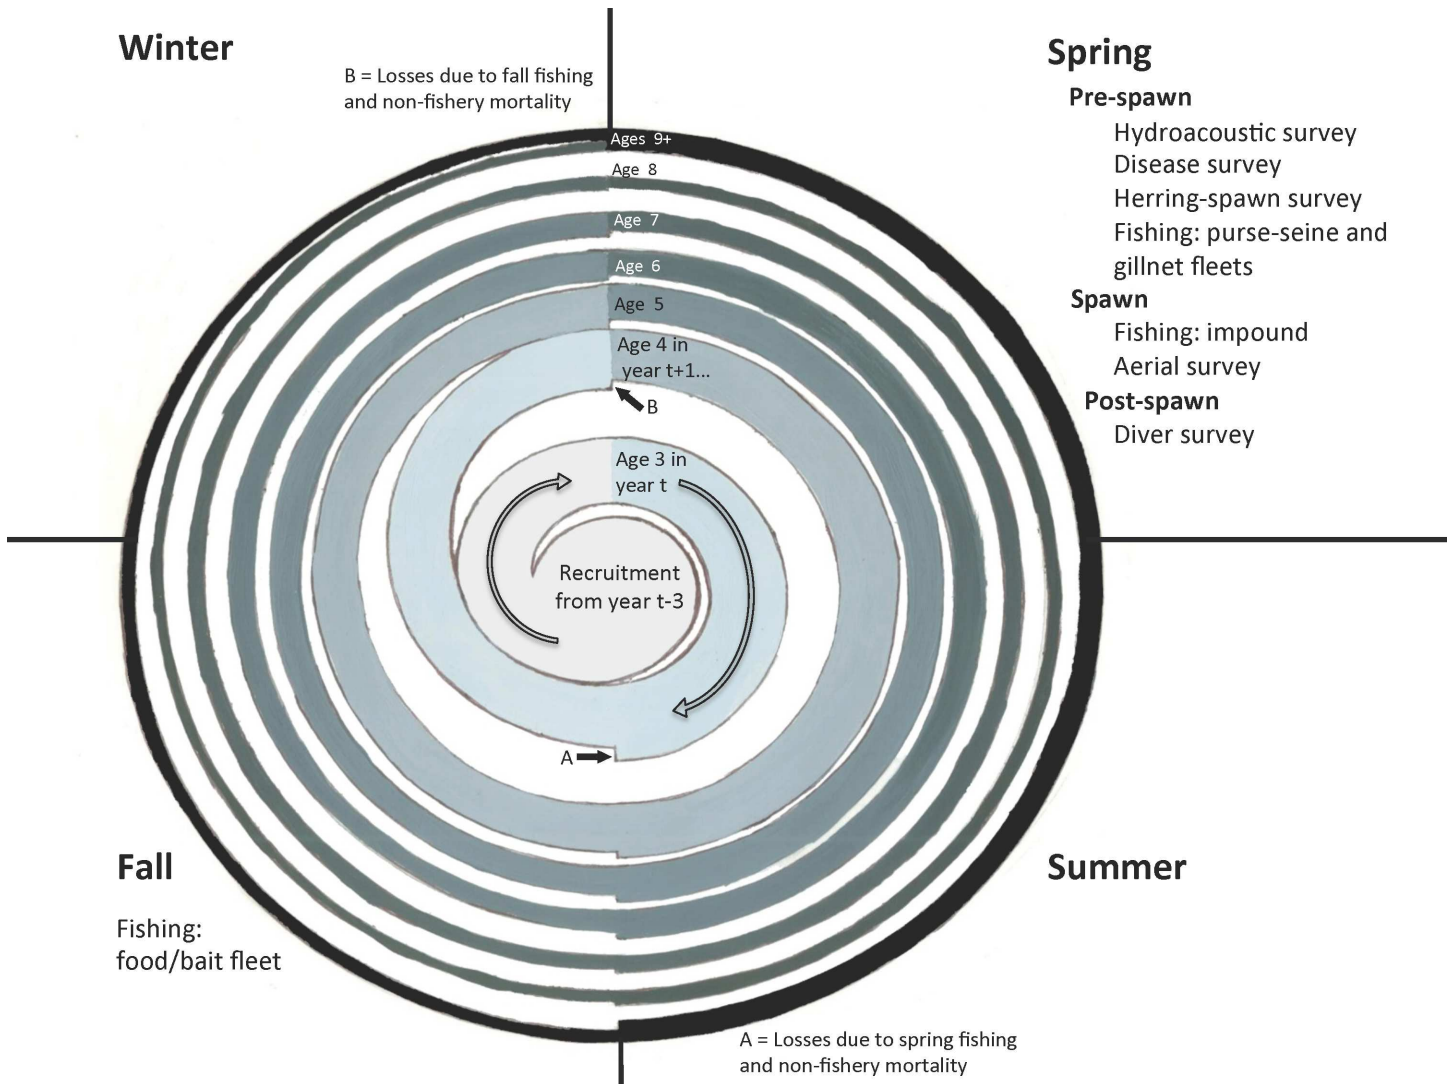 Winter
B = Losses due to fall fishing
and non-fishery mortality
Spring
Pre-spawn
Hydroacoustic survey
Disease survey
Herring-spawn survey
Fishing: purse-seine and
gillnet fleets
Spawn
Fishing: impound
Aerial survey
Post-spawn
Diver survey
Ages 9+
Age 8
Age 7
Age 6
Age 5
Age 4 in
year t+1...
B
Age 3 in
year t
Recruitment
from year t-3
A
Fall
Fishing:
food/bait fleet
Summer
A = Losses due to spring fishing
and non-fishery mortality